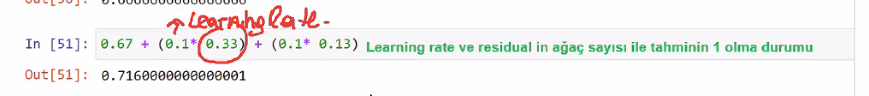 Learning Rate.
In [51]: 0.67 + (0.1* 0.33) + (0.1* 0.13) Learning rate ve residual in ağaç sayısı ile tahminin 1 olma durumu
Out[51]: 0.7160000000000001